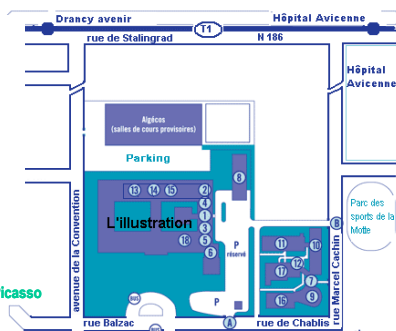 Drancy avenir
T1
Hôpital Avicenne
rue de Stalingrad
N 186
Hôpital
Avicenne
Algécos
(salles de cours provisoires)
Parking
8
13 14 15 2
4
1
L'illustration
3
18 5
6
P
réservé
B
Parc des
sports de la
Motte
11 10
12
17
7
16 9
avenue de la Convention
rue Marcel Cachin
icasso
BUS
P
BUS
rue Balzac
A
rue de Chablis